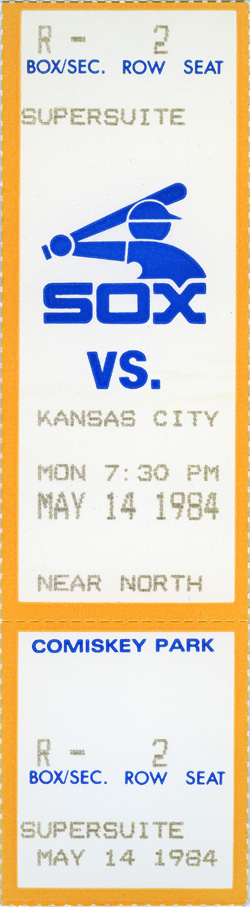 R - 2
BOX/SEC. ROW SEAT
SUPERSUITE
SOX
VS.
KANSAS CITY
MON 7:30 PM
MAY 14 1984
NEAR NORTH
COMISKEY PARK
R - 2
BOX/SEC. ROW SEAT
SUPERSUITE
MAY 14 1984